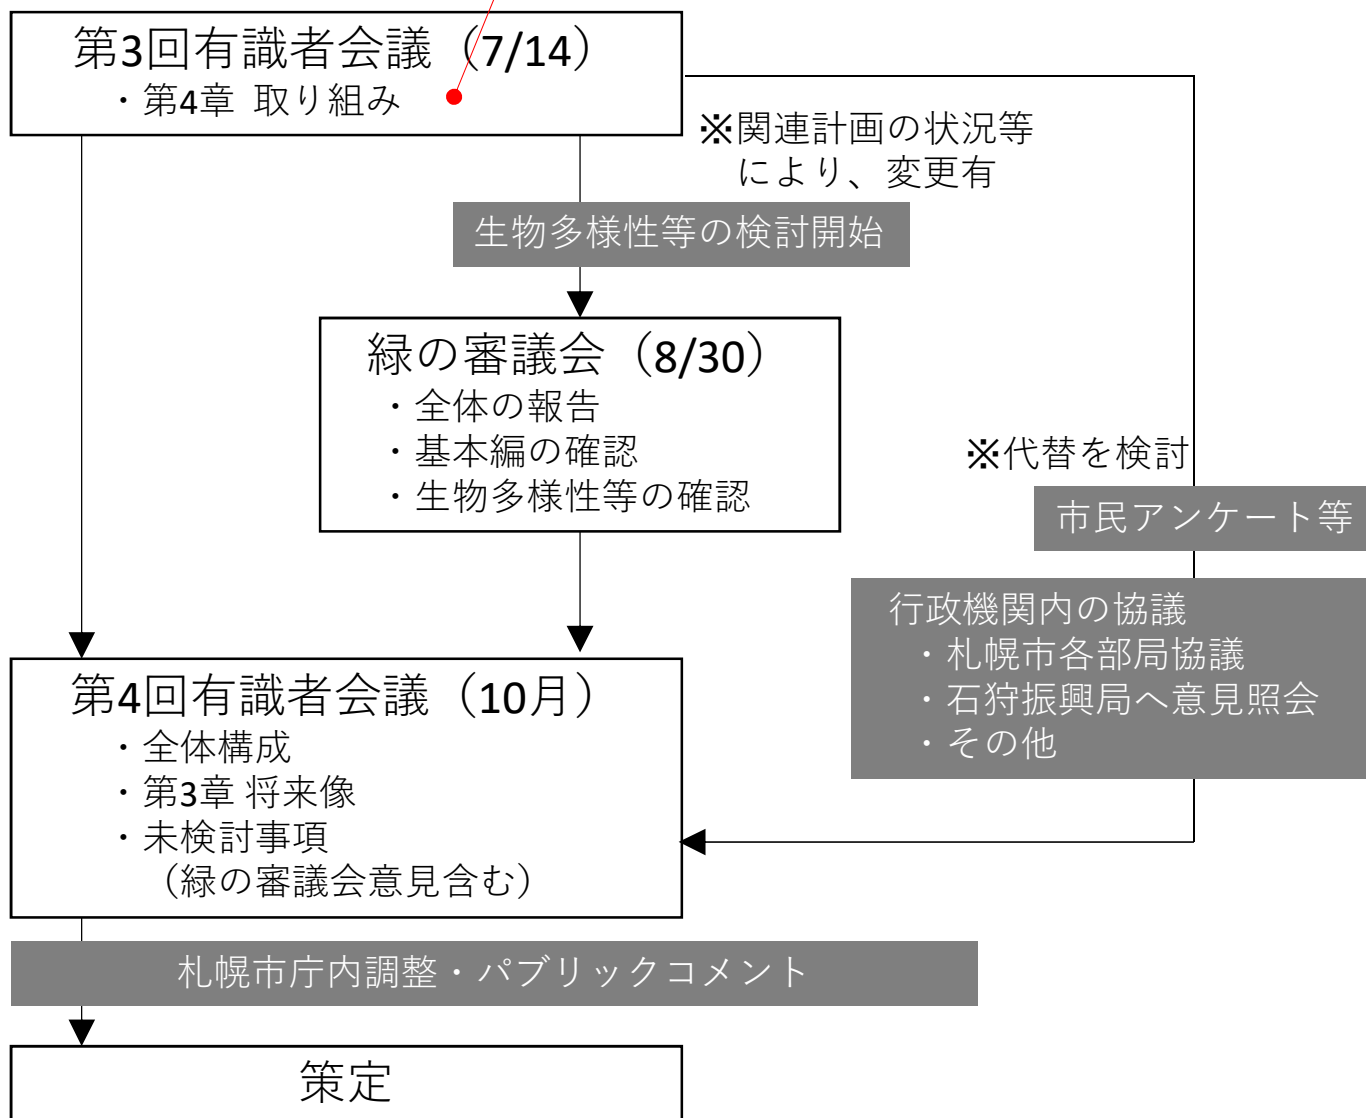 第3回有識者会議（7/14）
・第4章 取り組み
※関連計画の状況等
により、変更有
生物多様性等の検討開始
緑の審議会（8/30）
・全体の報告
・基本編の確認
・生物多様性等の確認
※代替を検討
市民アンケート等
行政機関内の協議
・札幌市各部局協議
・石狩振興局へ意見照会
・その他
第4回有識者会議（10月）
・全体構成
・第3章 将来像
・未検討事項
（緑の審議会意見含む）
札幌市庁内調整・パブリックコメント
策定